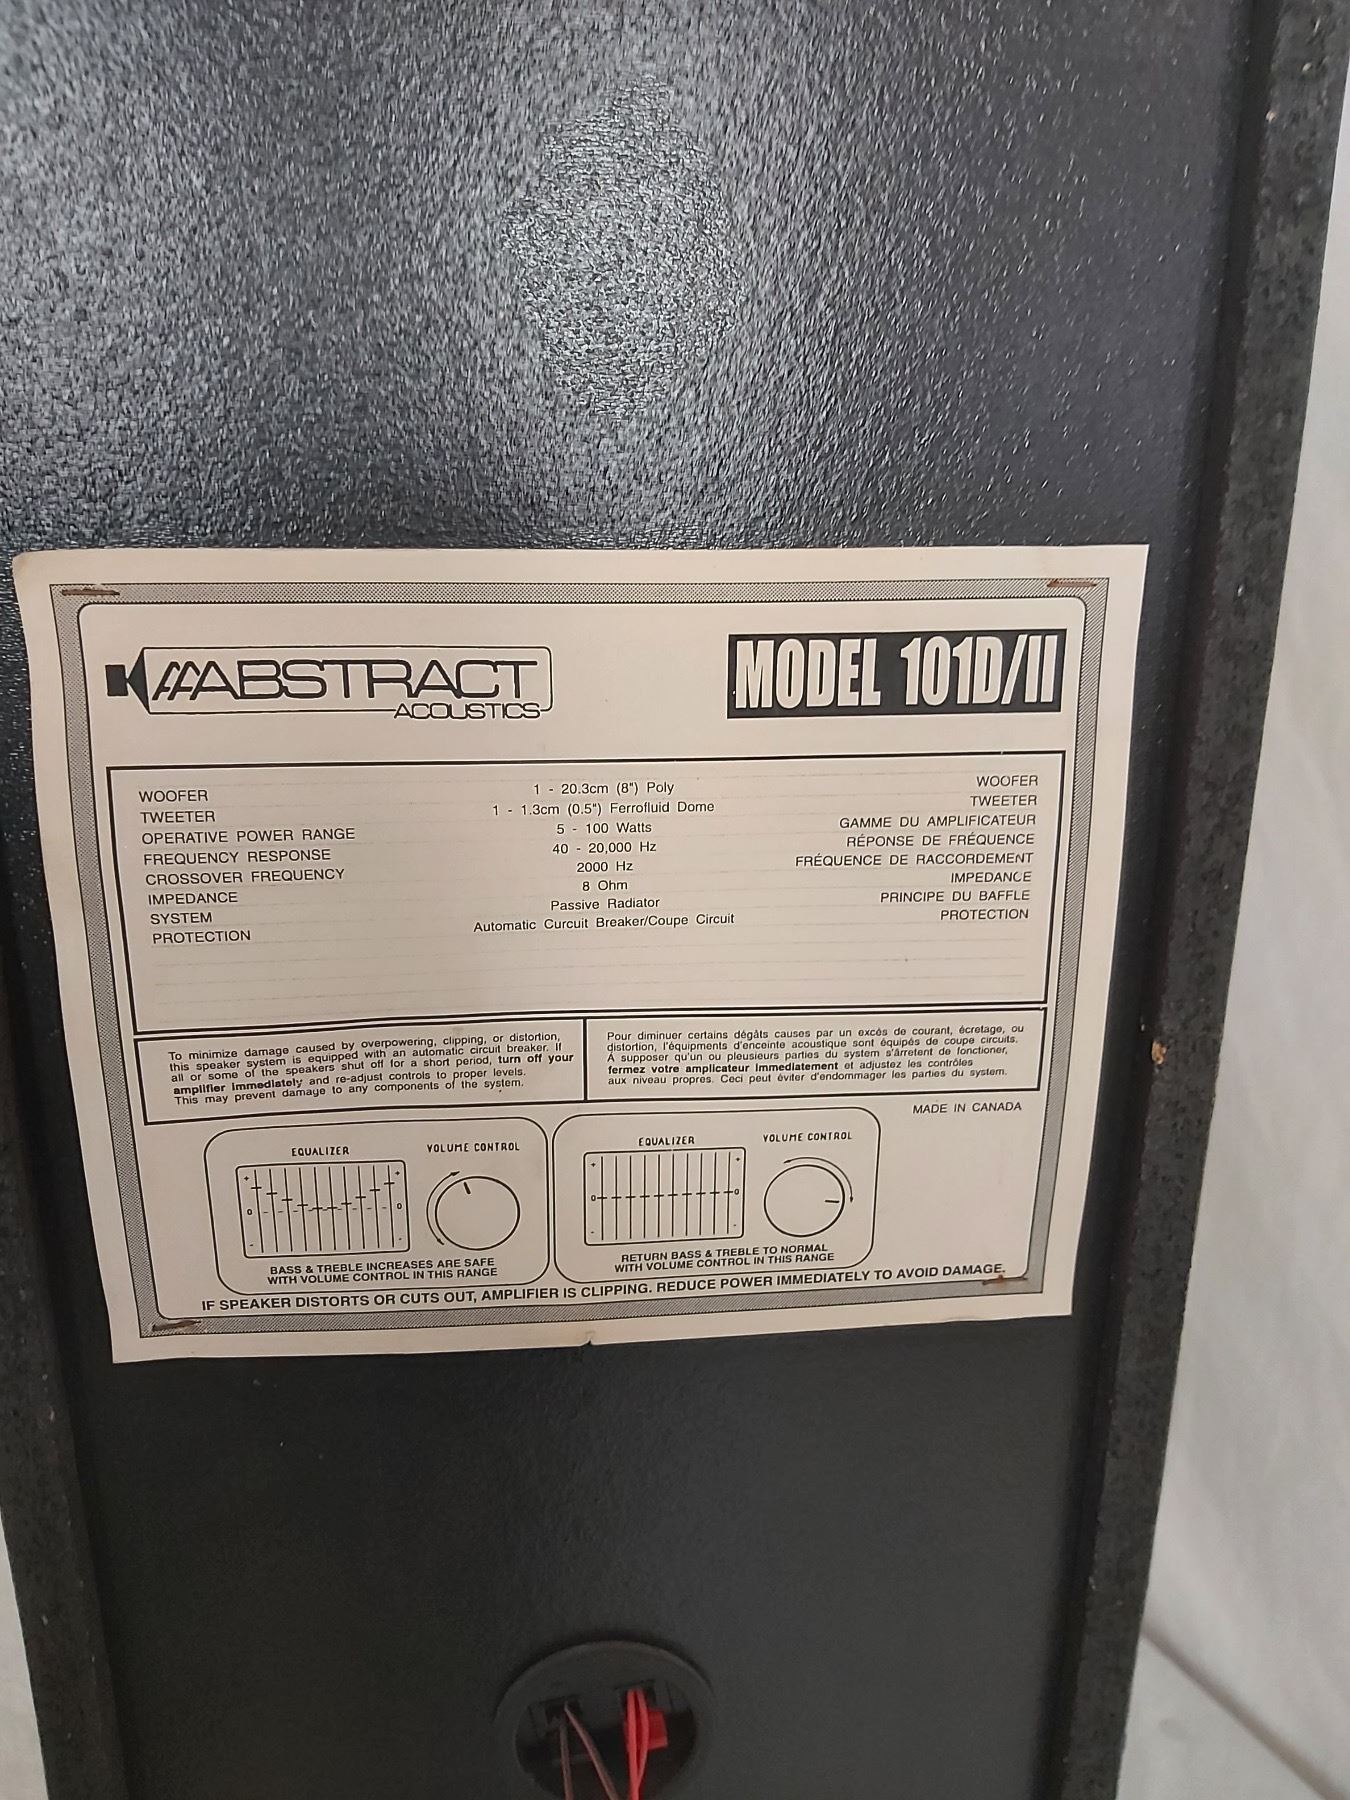 ABSTRACT
ACOUSTICS
MODEL 101D/II
WOOFER 1 - 20.3cm (8") Poly WOOFER
TWEETER 1 - 1.3cm (0.5") Ferrofluid Dome TWEETER
OPERATIVE POWER RANGE 5 - 100 Watts GAMME DU AMPLIFICATEUR
FREQUENCY RESPONSE 40 - 20,000 Hz RÉPONSE DE FRÉQUENCE
CROSSOVER FREQUENCY 2000 Hz FRÉQUENCE DE RACCORDEMENT
IMPEDANCE 8 Ohm IMPEDANCE
SYSTEM Passive Radiator PRINCIPE DU BAFFLE
PROTECTION Automatic Curcuit Breaker/Coupe Circuit PROTECTION
To minimize damage caused by overpowering, clipping, or distortion,
this speaker system is equipped with an automatic circuit breaker. If
all or some of the speakers shut off for a short period, turn off your
amplifier immediately and re-adjust controls to proper levels.
This may prevent damage to any components of the system.
Pour diminuer certains dégâts causes par un excés de courant, écretage, ou
distortion, l'équipments d'enceinte acoustique sont équipés de coupe circuits.
À supposer qu'un ou pleusieurs parties du system s'ârretent de fonctioner,
fermez votre amplicateur immediatement et adjustez les contrôles
aux niveau propres. Ceci peut éviter d'endommager les parties du system.
MADE IN CANADA
EQUALIZER VOLUME CONTROL
+ +
0 0
- -
BASS & TREBLE INCREASES ARE SAFE
WITH VOLUME CONTROL IN THIS RANGE
EQUALIZER VOLUME CONTROL
+ +
0 0
- -
RETURN BASS & TREBLE TO NORMAL
WITH VOLUME CONTROL IN THIS RANGE
IF SPEAKER DISTORTS OR CUTS OUT, AMPLIFIER IS CLIPPING. REDUCE POWER IMMEDIATELY TO AVOID DAMAGE.